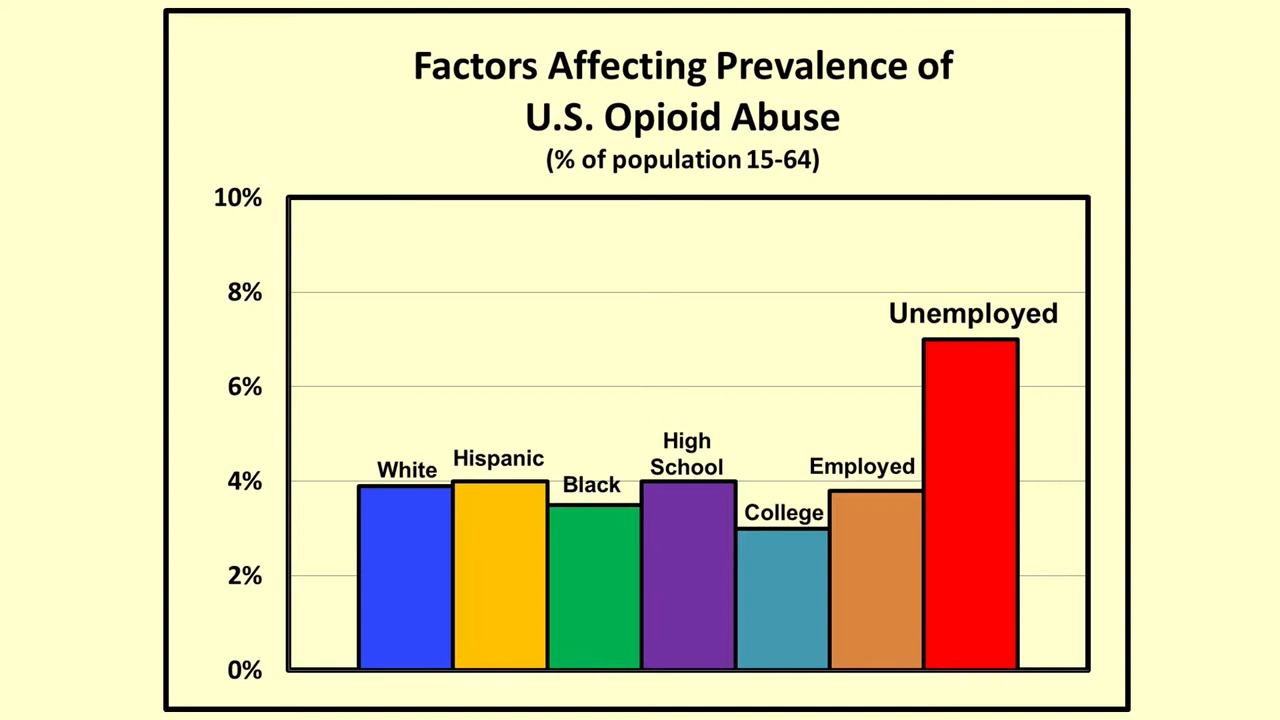 Factors Affecting Prevalence of
U.S. Opioid Abuse
(% of population 15-64)
10%
8%
6%
4%
2%
0%
White
Hispanic
Black
High
School
College
Employed
Unemployed